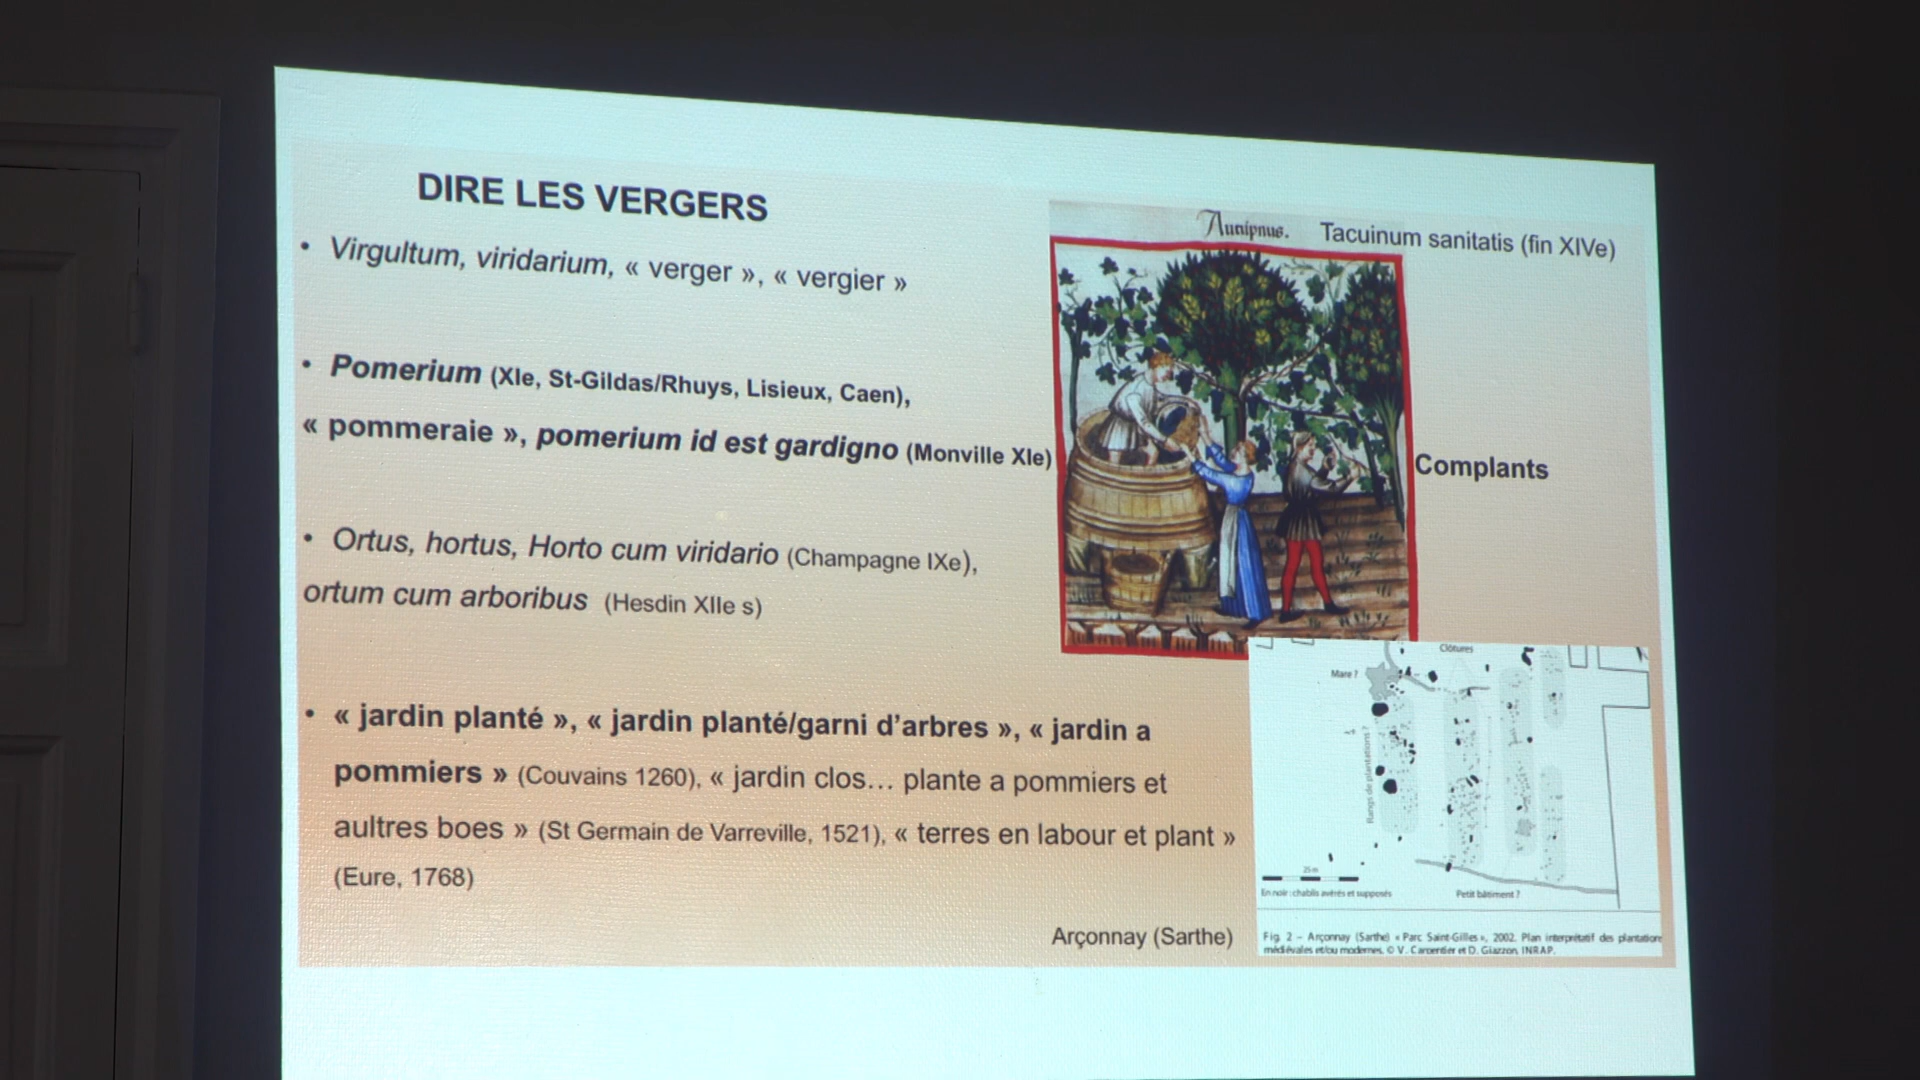 DIRE LES VERGERS
• Virgultum, viridarium, « verger », « vergier »
• Pomerium (XIe, St-Gildas/Rhuys, Lisieux, Caen),
« pommeraie », pomerium id est gardigno (Monville XIe)
• Ortus, hortus, Horto cum viridario (Champagne IXe),
ortum cum arboribus (Hesdin XIIe s)
• « jardin planté », « jardin planté/garni d’arbres », « jardin a
pommiers » (Couvains 1260), « jardin clos… plante a pommiers et
aultres boes » (St Germain de Varreville, 1521), « terres en labour et plant »
(Eure, 1768)
Arçonnay (Sarthe)
Tacuinum sanitatis (fin XIVe)
Complants
Clôtures
Mare ?
Rangs de plantations ?
25 m
En noir : chablis avérés et supposés
Petit bâtiment ?
Fig. 2 – Arçonnay (Sarthe) « Parc Saint-Gilles », 2002. Plan interprétatif des plantations
médiévales et/ou modernes. © V. Carpentier et D. Giazzon, INRAP.